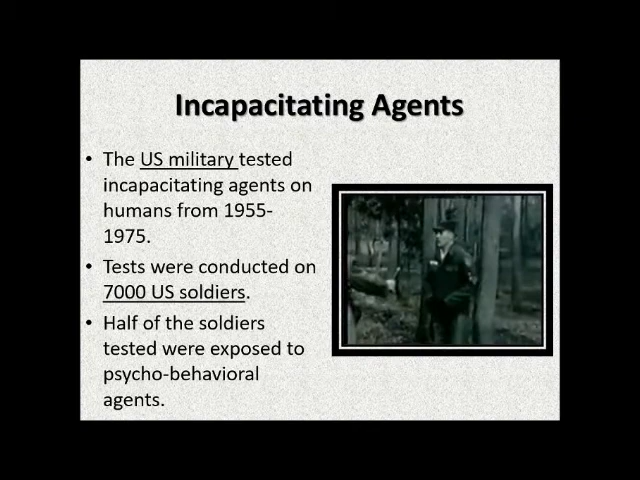 Incapacitating Agents
• The US military tested
incapacitating agents on
humans from 1955-
1975.
• Tests were conducted on
7000 US soldiers.
• Half of the soldiers
tested were exposed to
psycho-behavioral
agents.